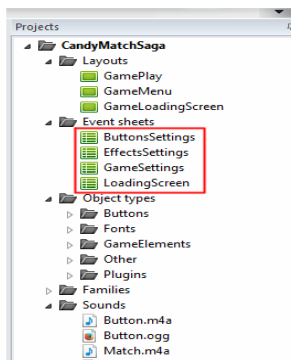 Projects
CandyMatchSaga
Layouts
GamePlay
GameMenu
GameLoadingScreen
Event sheets
ButtonsSettings
EffectsSettings
GameSettings
LoadingScreen
Object types
Buttons
Fonts
GameElements
Other
Plugins
Families
Sounds
Button.m4a
Button.ogg
Match.m4a